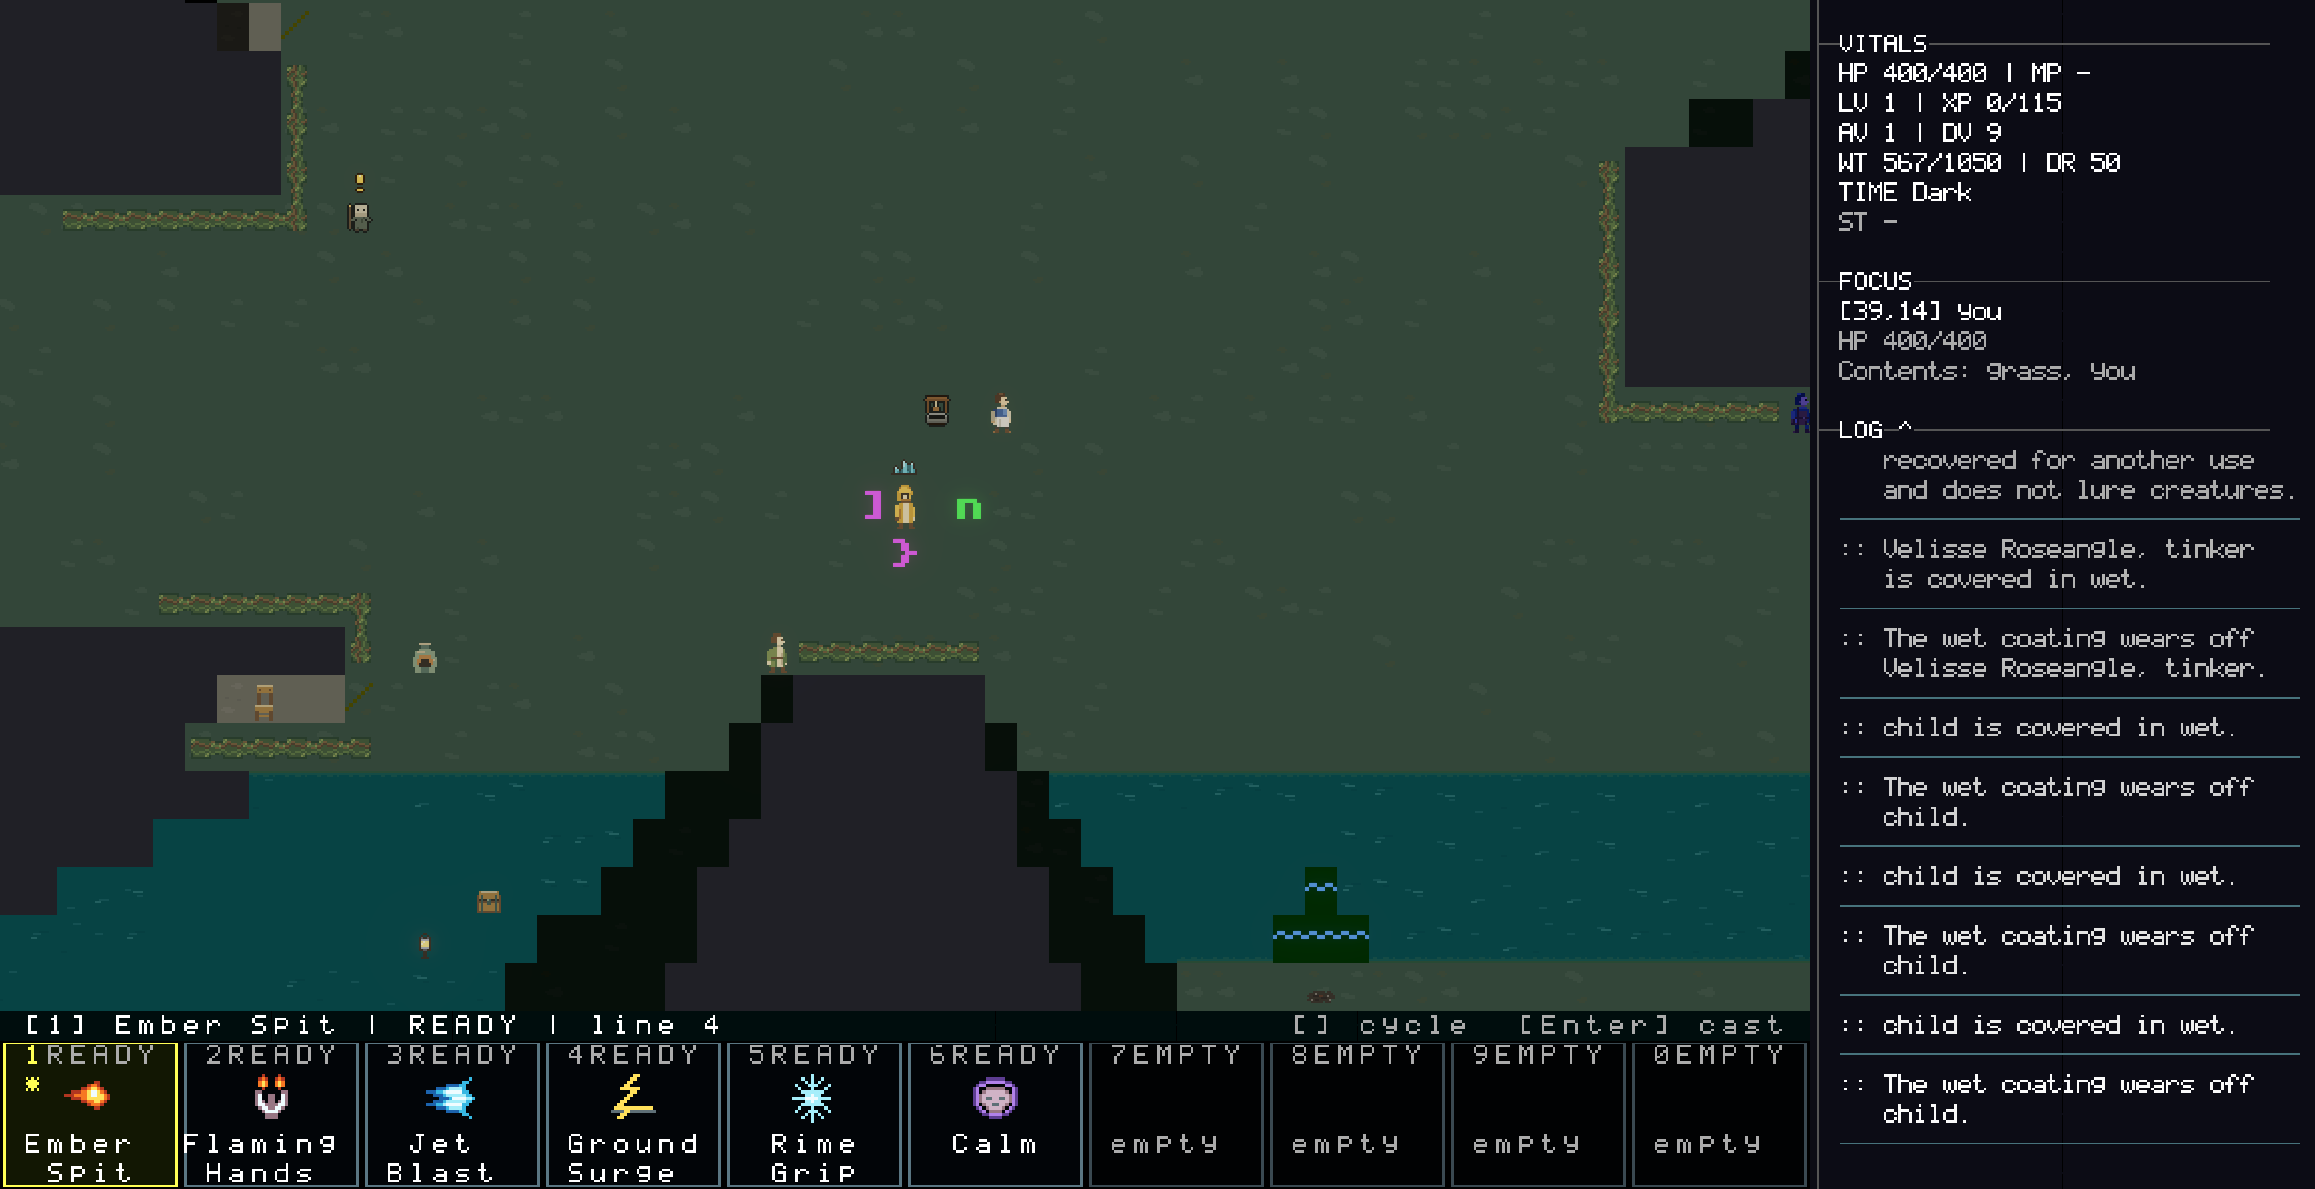 VITALS
HP 400/400 | MP -
LV 1 | XP 0/115
AV 1 | DV 9
WT 567/1050 | DR 50
TIME Dark
ST -
FOCUS
[39,14] you
HP 400/400
Contents: grass, you
LOG ^
recovered for another use
and does not lure creatures.
:: Velisse Roseangle, tinker
is covered in wet.
:: The wet coating wears off
Velisse Roseangle, tinker.
:: child is covered in wet.
:: The wet coating wears off
child.
:: child is covered in wet.
:: The wet coating wears off
child.
:: child is covered in wet.
:: The wet coating wears off
child.
] n
}
[1] Ember Spit | READY | line 4 [] cycle [Enter] cast
1READY 2READY 3READY 4READY 5READY 6READY 7EMPTY 8EMPTY 9EMPTY 0EMPTY
*
Ember Flaming Jet Ground Rime Calm empty empty empty empty
Spit Hands Blast Surge Grip